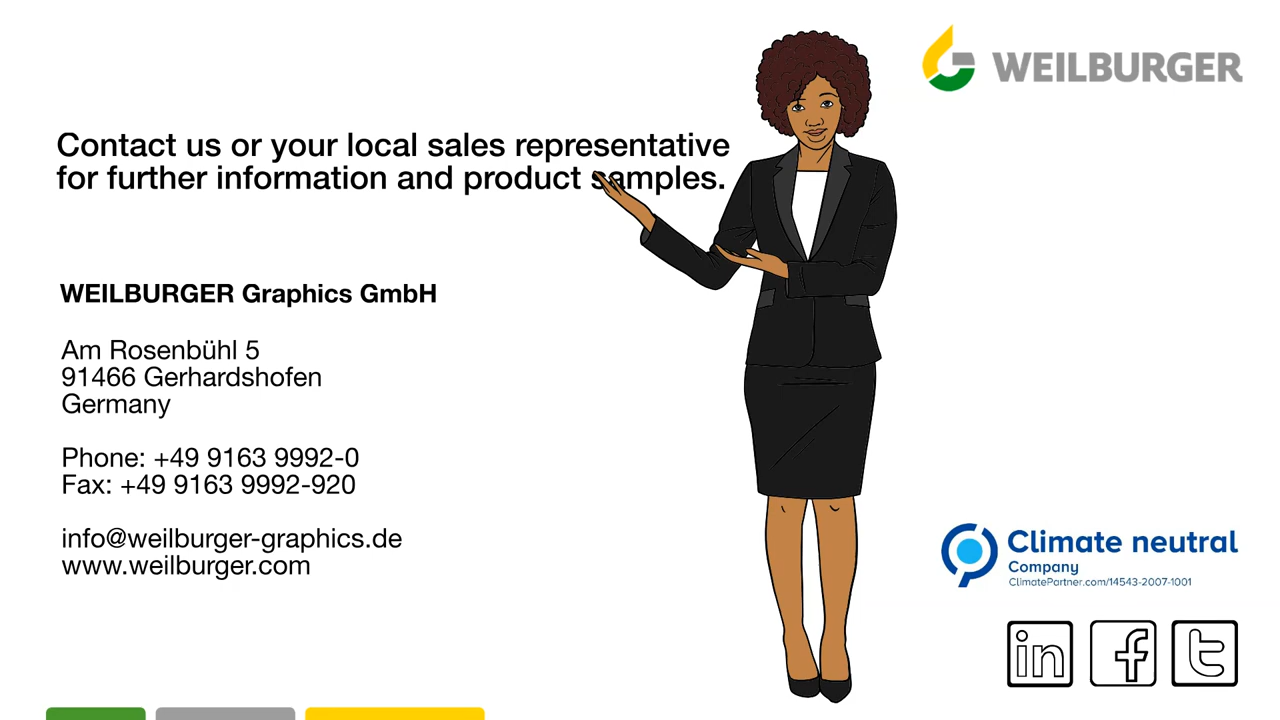 WEILBURGER
Contact us or your local sales representative
for further information and product samples.
WEILBURGER Graphics GmbH
Am Rosenbühl 5
91466 Gerhardshofen
Germany
Phone: +49 9163 9992-0
Fax: +49 9163 9992-920
info@weilburger-graphics.de
www.weilburger.com
Climate neutral
Company
ClimatePartner.com/14543-2007-1001
in f t